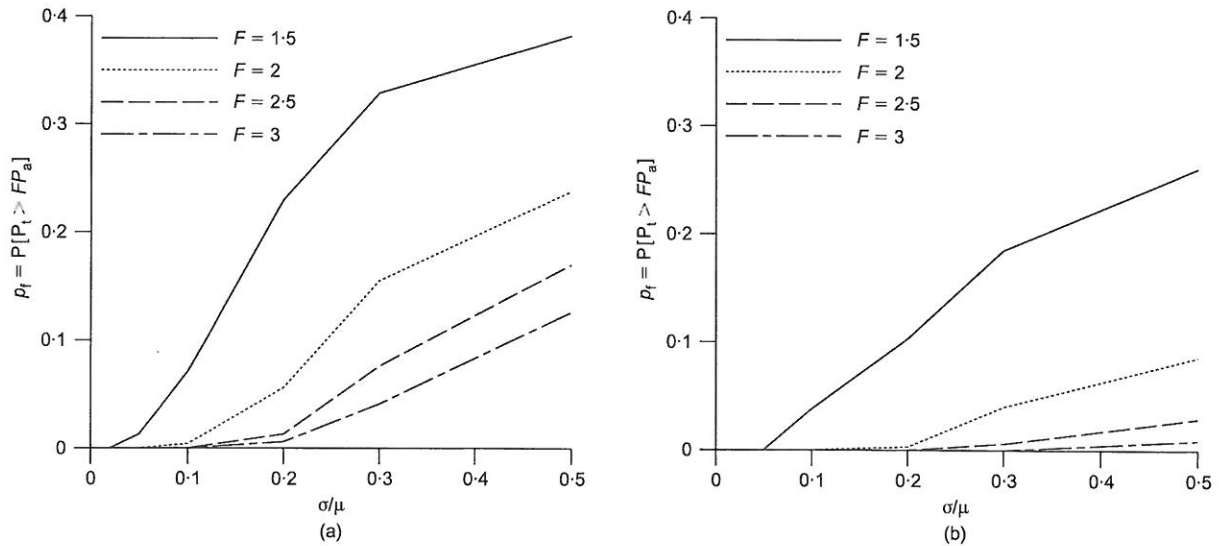 0·4
0·3
0·2
0·1
0
p_f = P[P_t > FP_a]
F = 1·5
F = 2
F = 2·5
F = 3
0
0·1
0·2
0·3
0·4
0·5
σ/μ
(a)
0·4
0·3
0·2
0·1
0
p_f = P[P_t > FP_a]
F = 1·5
F = 2
F = 2·5
F = 3
0
0·1
0·2
0·3
0·4
0·5
σ/μ
(b)